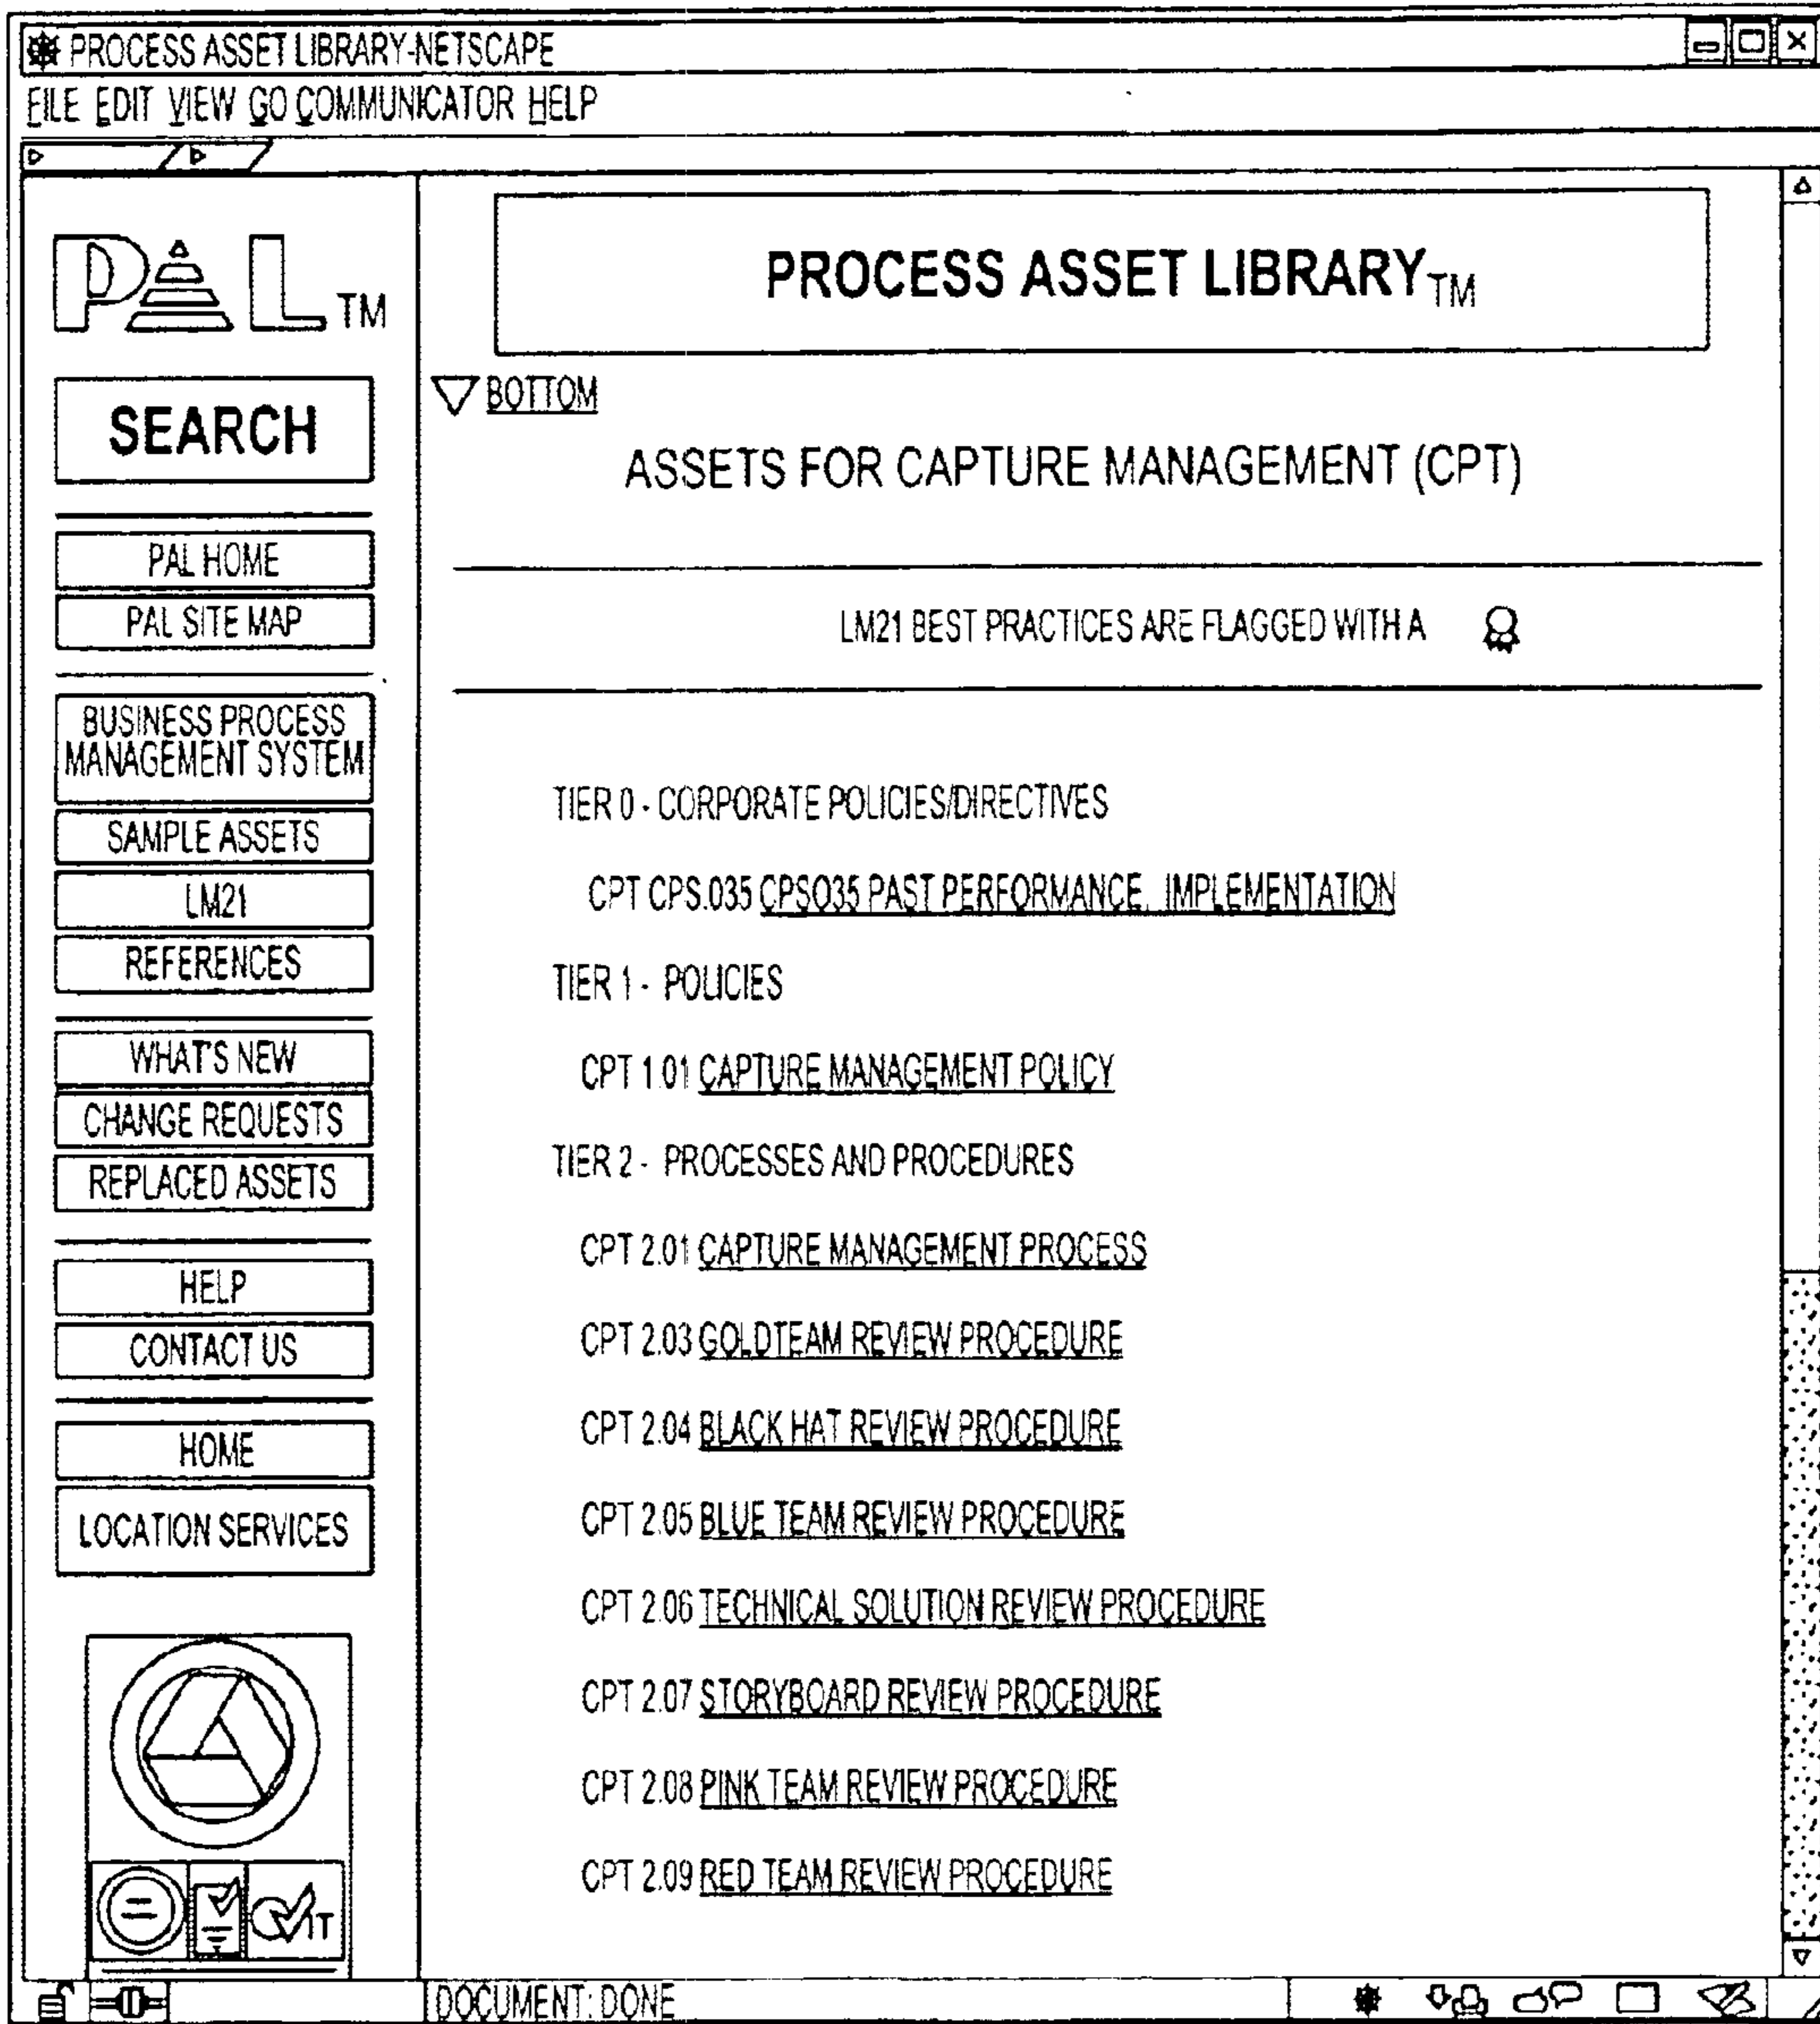 PROCESS ASSET LIBRARY-NETSCAPE
FILE EDIT VIEW GO COMMUNICATOR HELP
PAL TM
SEARCH
PAL HOME
PAL SITE MAP
BUSINESS PROCESS
MANAGEMENT SYSTEM
SAMPLE ASSETS
LM21
REFERENCES
WHAT'S NEW
CHANGE REQUESTS
REPLACED ASSETS
HELP
CONTACT US
HOME
LOCATION SERVICES
PROCESS ASSET LIBRARY TM
BOTTOM
ASSETS FOR CAPTURE MANAGEMENT (CPT)
LM21 BEST PRACTICES ARE FLAGGED WITH A
TIER 0 - CORPORATE POLICIES/DIRECTIVES
CPT CPS.035 CPSO35 PAST PERFORMANCE IMPLEMENTATION
TIER 1 - POLICIES
CPT 1.01 CAPTURE MANAGEMENT POLICY
TIER 2 - PROCESSES AND PROCEDURES
CPT 2.01 CAPTURE MANAGEMENT PROCESS
CPT 2.03 GOLDTEAM REVIEW PROCEDURE
CPT 2.04 BLACK HAT REVIEW PROCEDURE
CPT 2.05 BLUE TEAM REVIEW PROCEDURE
CPT 2.06 TECHNICAL SOLUTION REVIEW PROCEDURE
CPT 2.07 STORYBOARD REVIEW PROCEDURE
CPT 2.08 PINK TEAM REVIEW PROCEDURE
CPT 2.09 RED TEAM REVIEW PROCEDURE
DOCUMENT: DONE